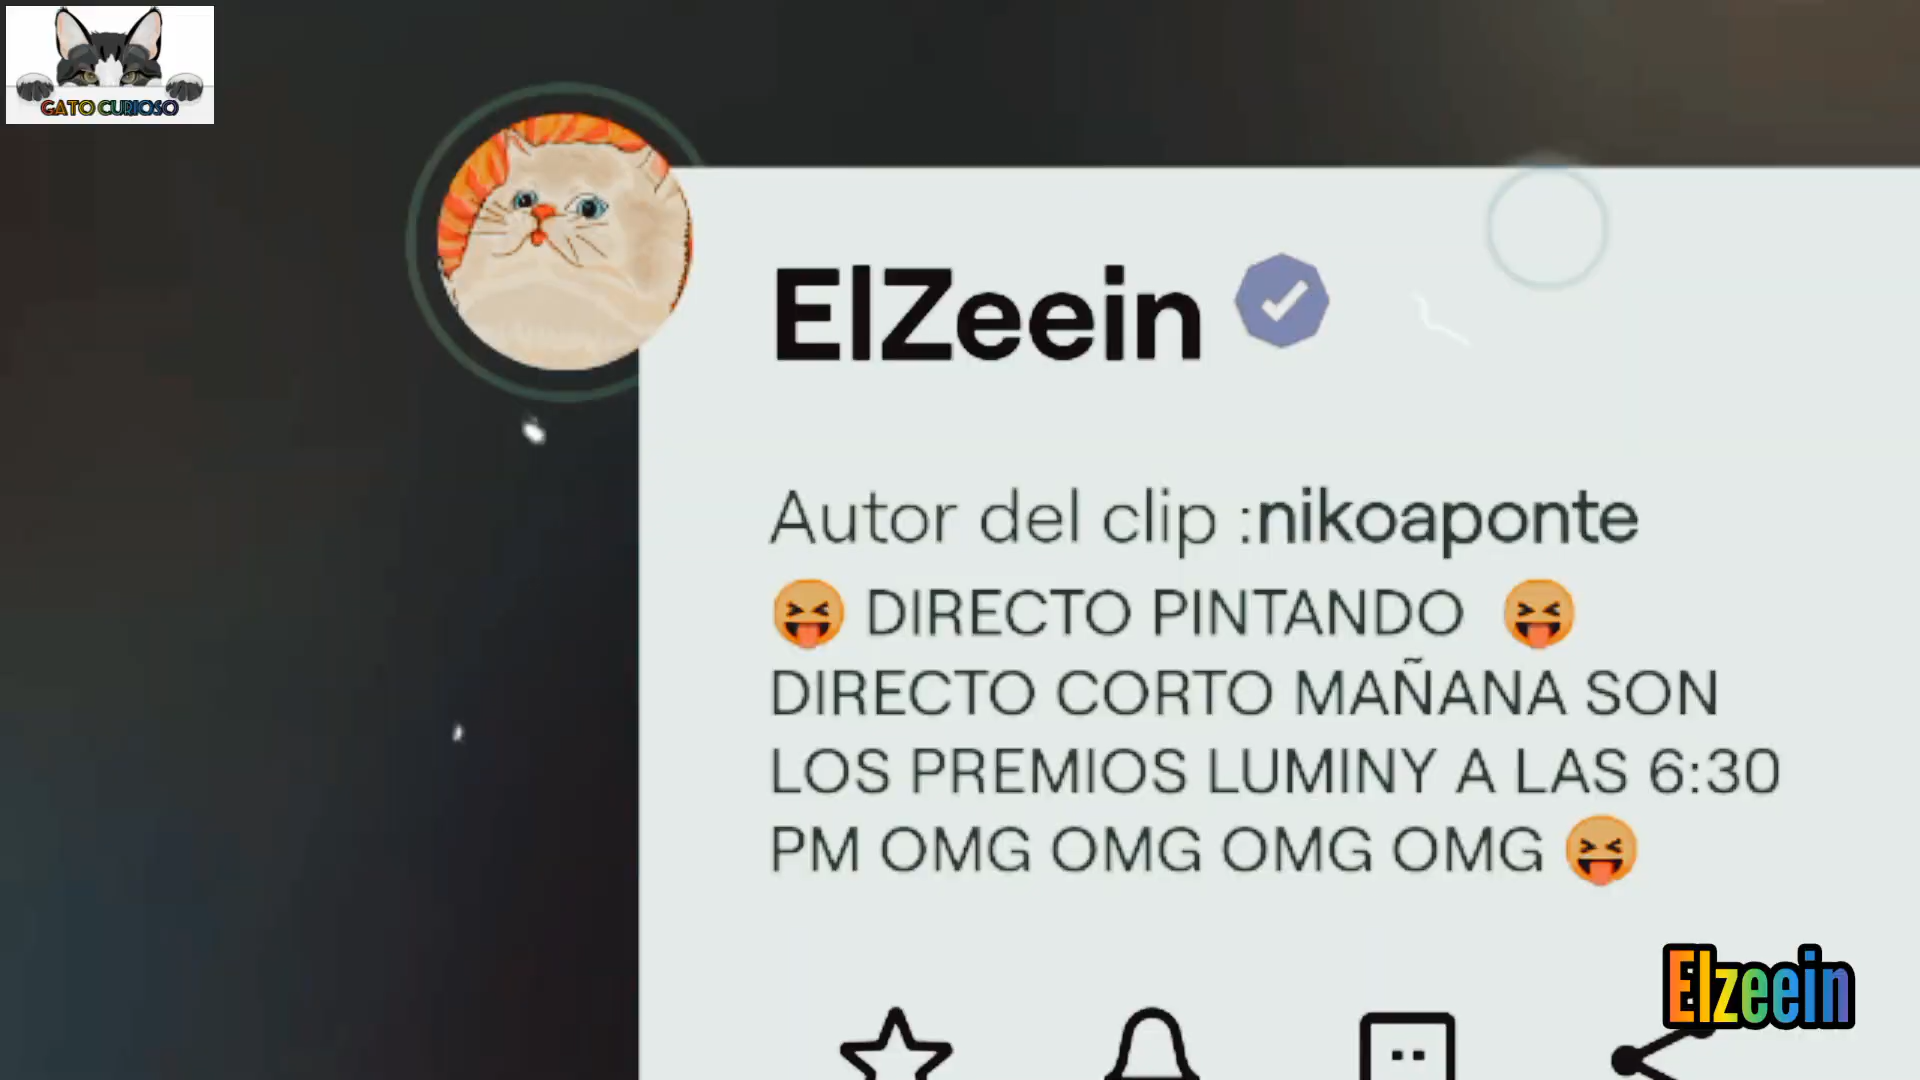 GATO CURIOSO
ElZeein
Autor del clip :nikoaponte
😝 DIRECTO PINTANDO 😝
DIRECTO CORTO MAÑANA SON
LOS PREMIOS LUMINY A LAS 6:30
PM OMG OMG OMG OMG 😝
Elzeein